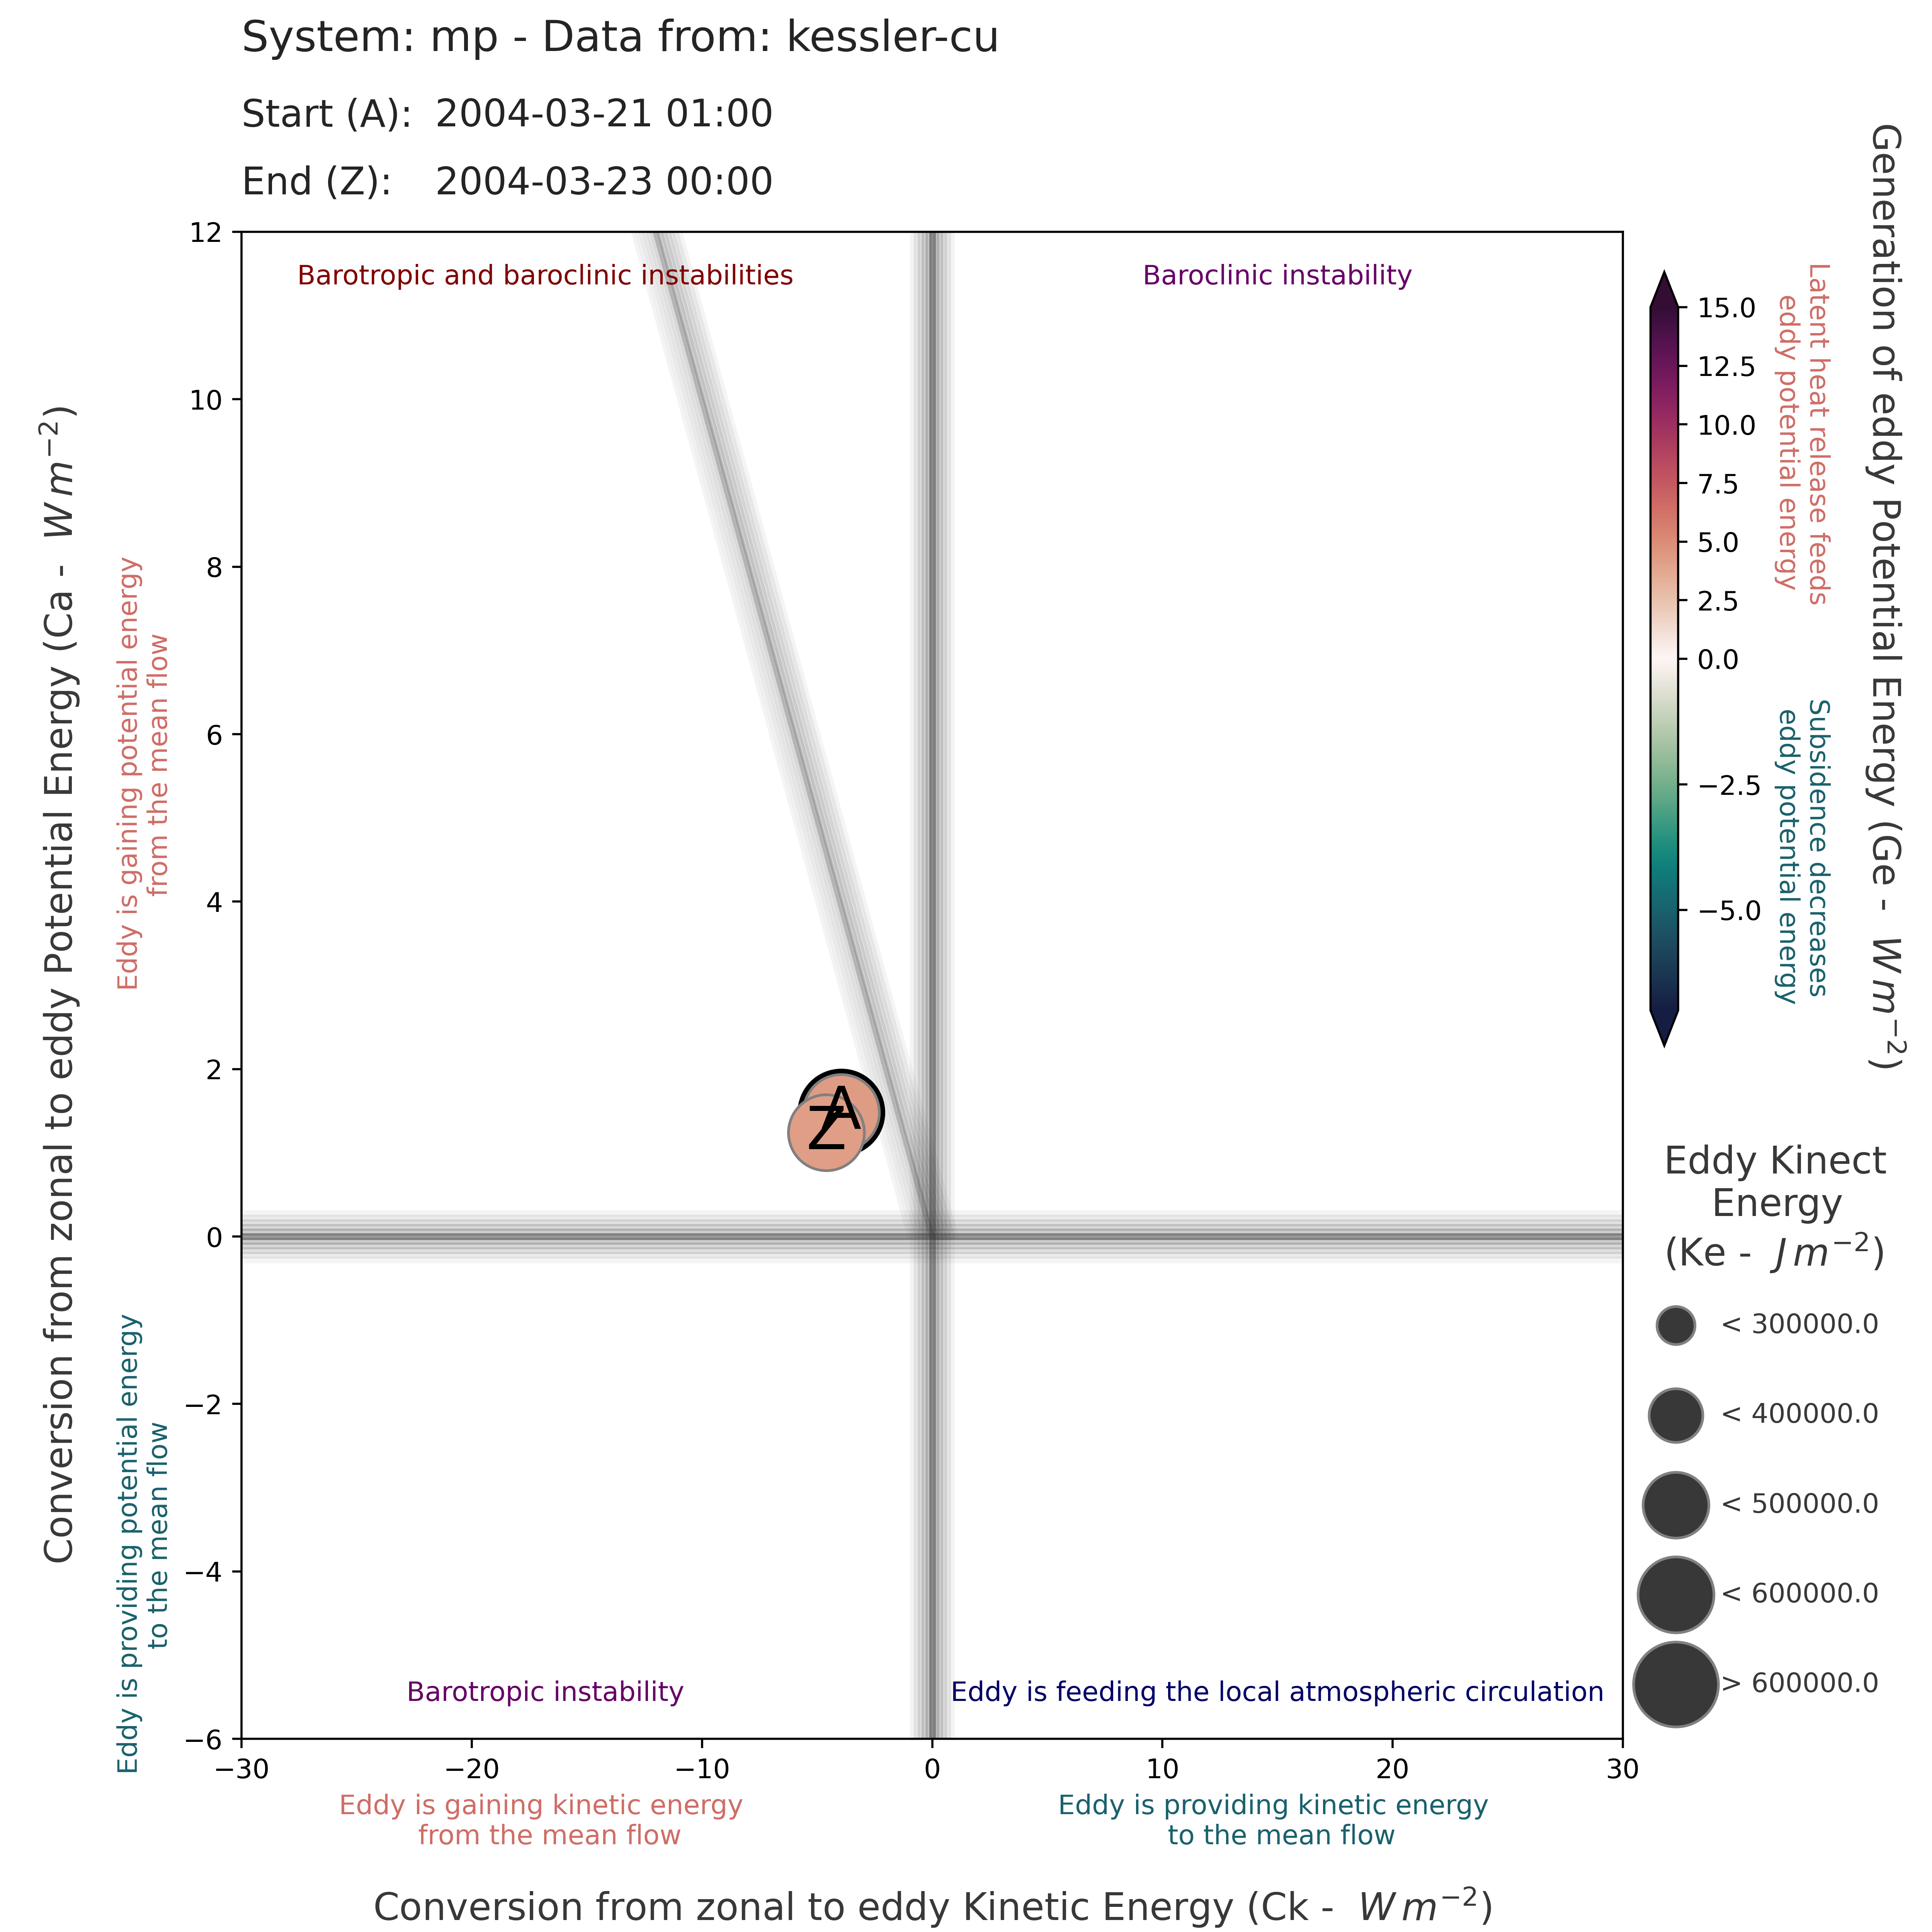 System: mp - Data from: kessler-cu
Start (A): 2004-03-21 01:00
End (Z): 2004-03-23 00:00
Conversion from zonal to eddy Potential Energy (Ca - W m⁻²)
Eddy is gaining potential energy
from the mean flow
Eddy is providing potential energy
to the mean flow
12
10
8
6
4
2
0
−2
−4
−6
Barotropic and baroclinic instabilities
Baroclinic instability
A
Z
Barotropic instability
Eddy is feeding the local atmospheric circulation
−30
−20
−10
0
10
20
30
Eddy is gaining kinetic energy
from the mean flow
Eddy is providing kinetic energy
to the mean flow
Conversion from zonal to eddy Kinetic Energy (Ck - W m⁻²)
15.0
12.5
10.0
7.5
5.0
2.5
0.0
−2.5
−5.0
Latent heat release feeds
eddy potential energy
Subsidence decreases
eddy potential energy
Generation of eddy Potential Energy (Ge - W m⁻²)
Eddy Kinect
Energy
(Ke - J m⁻²)
< 300000.0
< 400000.0
< 500000.0
< 600000.0
> 600000.0